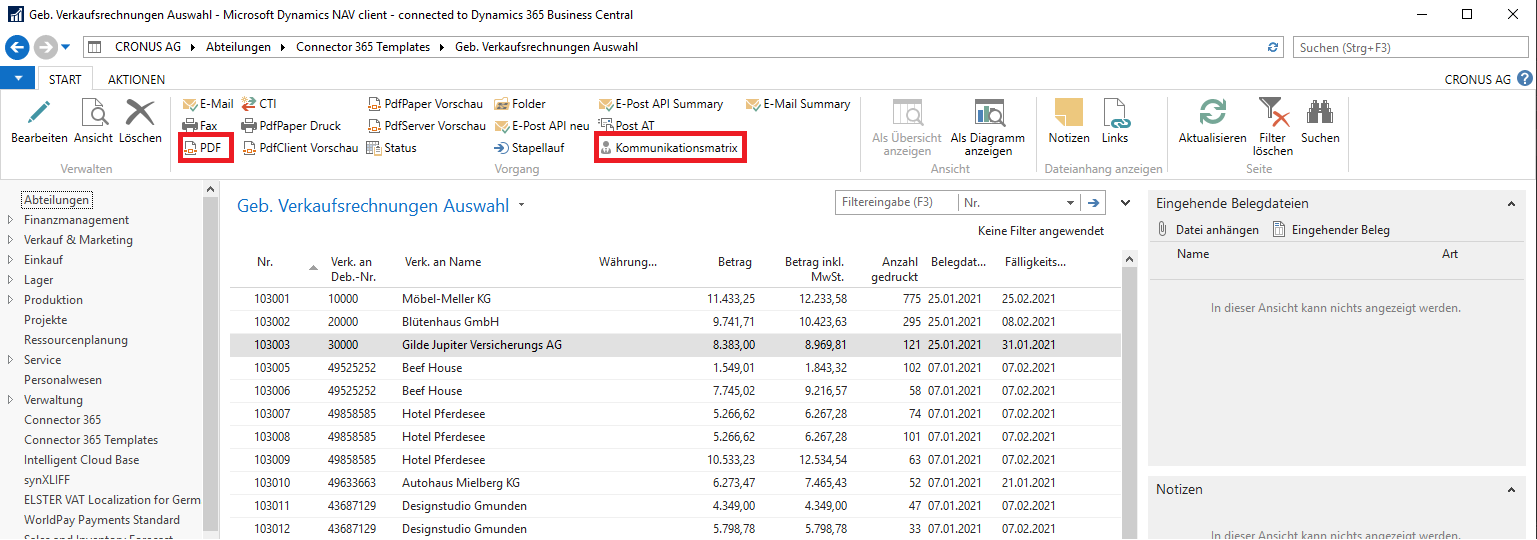 Geb. Verkaufsrechnungen Auswahl - Microsoft Dynamics NAV client - connected to Dynamics 365 Business Central
CRONUS AG Abteilungen Connector 365 Templates Geb. Verkaufsrechnungen Auswahl
Suchen (Strg+F3)
START AKTIONEN
CRONUS AG
Bearbeiten
Ansicht
Löschen
Verwalten
E-Mail CTI PdfPaper Vorschau Folder E-Post API Summary E-Mail Summary
Fax PdfPaper Druck PdfServer Vorschau E-Post API neu Post AT
PDF PdfClient Vorschau Status Stapellauf Kommunikationsmatrix
Vorgang
Als Übersicht anzeigen
Als Diagramm anzeigen
Ansicht
Notizen
Links
Dateianhang anzeigen
Aktualisieren
Filter löschen
Suchen
Seite
Abteilungen
Finanzmanagement
Verkauf & Marketing
Einkauf
Lager
Produktion
Projekte
Ressourcenplanung
Service
Personalwesen
Verwaltung
Connector 365
Connector 365 Templates
Intelligent Cloud Base
synXLIFF
ELSTER VAT Localization for Germ
WorldPay Payments Standard
Sales and Inventory Forecast
Geb. Verkaufsrechnungen Auswahl
Filtereingabe (F3) Nr.
Keine Filter angewendet
Nr. Verk. an Deb.-Nr. Verk. an Name Währung... Betrag Betrag inkl. MwSt. Anzahl gedruckt Belegdat... Fälligkeits...
103001 10000 Möbel-Meller KG 11.433,25 12.233,58 775 25.01.2021 25.02.2021
103002 20000 Blütenhaus GmbH 9.741,71 10.423,63 295 25.01.2021 08.02.2021
103003 30000 Gilde Jupiter Versicherungs AG 8.383,00 8.969,81 121 25.01.2021 31.01.2021
103005 49525252 Beef House 1.549,01 1.843,32 102 07.01.2021 07.02.2021
103006 49525252 Beef House 7.745,02 9.216,57 58 07.01.2021 07.02.2021
103007 49858585 Hotel Pferdesee 5.266,62 6.267,28 74 07.01.2021 07.02.2021
103008 49858585 Hotel Pferdesee 5.266,62 6.267,28 101 07.01.2021 07.02.2021
103009 49858585 Hotel Pferdesee 10.533,23 12.534,54 63 07.01.2021 07.02.2021
103010 49633663 Autohaus Mielberg KG 6.273,47 7.465,43 52 07.01.2021 21.01.2021
103011 43687129 Designstudio Gmunden 4.349,00 4.349,00 47 07.01.2021 07.02.2021
103012 43687129 Designstudio Gmunden 5.798,78 5.798,78 33 07.01.2021 07.02.2021
Eingehende Belegdateien
Datei anhängen Eingehender Beleg
Name Art
In dieser Ansicht kann nichts angezeigt werden.
Notizen
In dieser Ansicht kann nichts angezeigt werden.